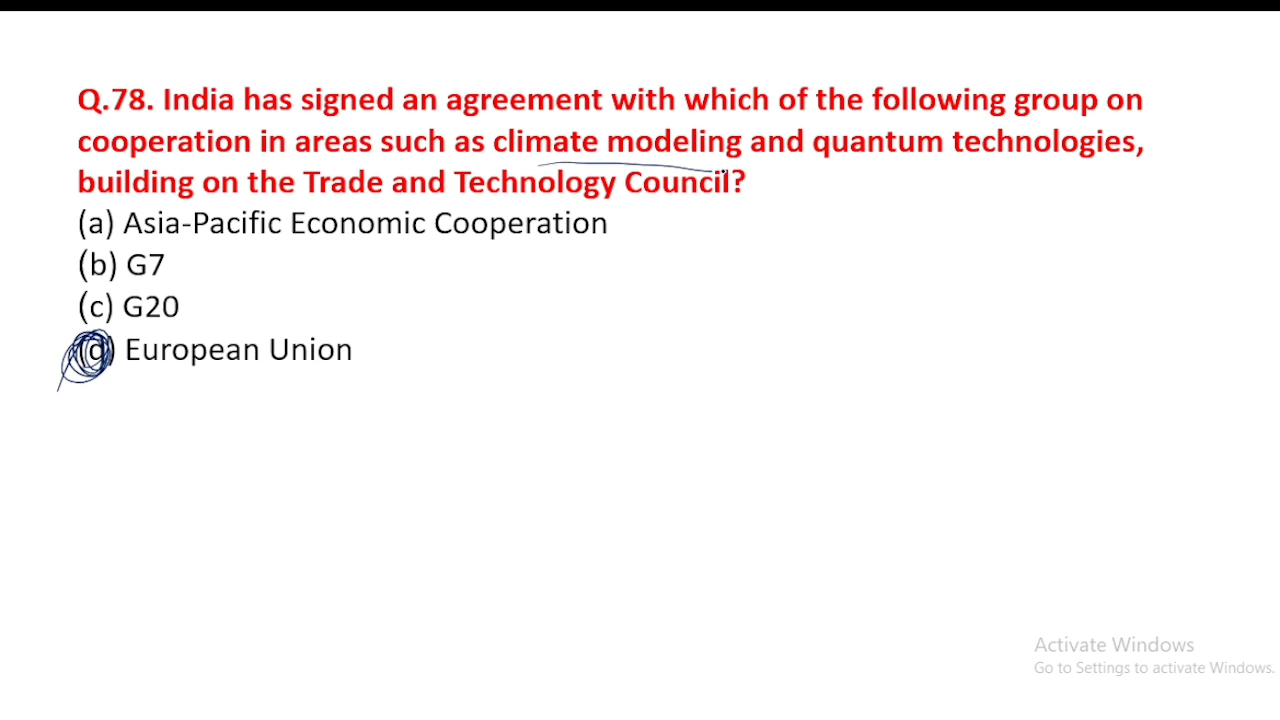 Q.78. India has signed an agreement with which of the following group on
cooperation in areas such as climate modeling and quantum technologies,
building on the Trade and Technology Council?
(a) Asia-Pacific Economic Cooperation
(b) G7
(c) G20
(d) European Union
Activate Windows
Go to Settings to activate Windows.